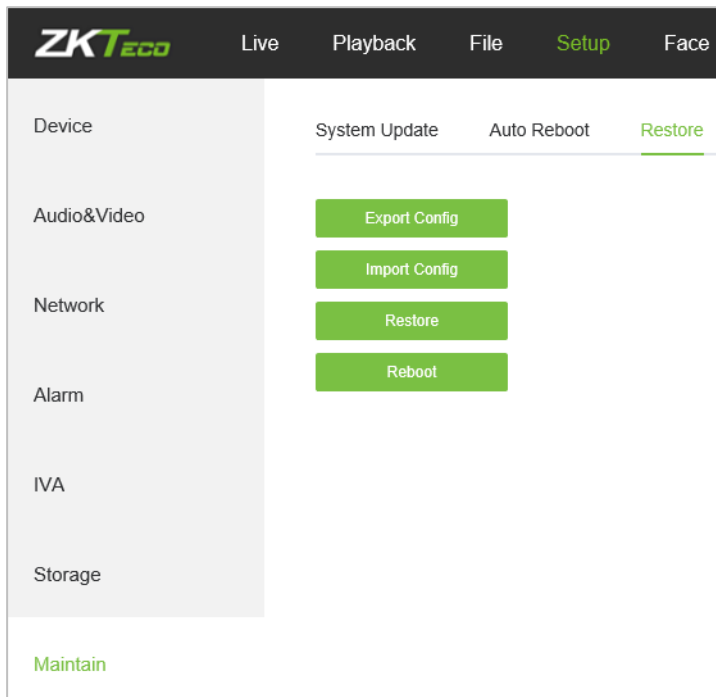 ZKTeco Live Playback File Setup Face
Device
System Update Auto Reboot Restore
Audio&Video
Export Config
Import Config
Network
Restore
Reboot
Alarm
IVA
Storage
Maintain